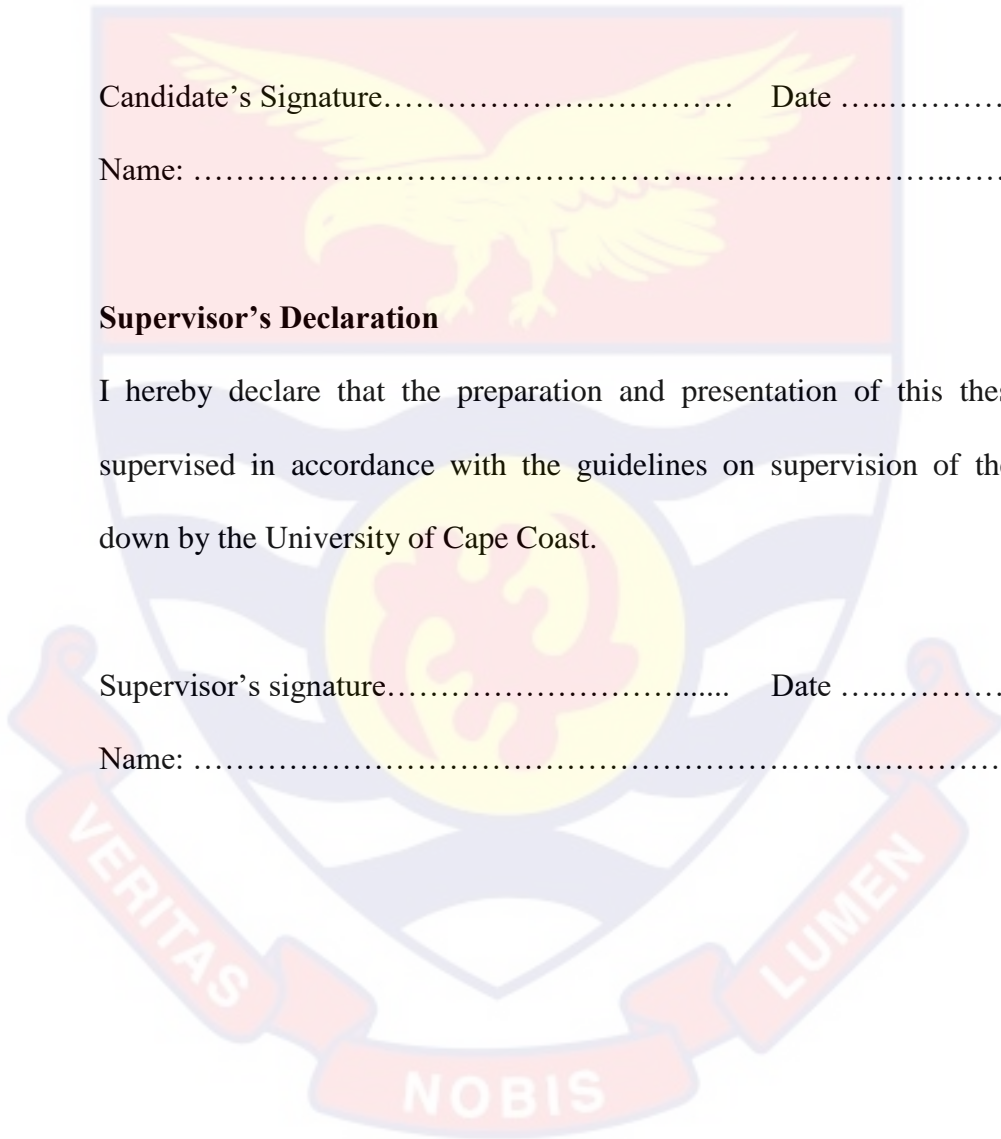 Candidate’s Signature…………………………… Date …..…………
Name: ………………………………………………….…………..……
Supervisor’s Declaration
I hereby declare that the preparation and presentation of this
supervised in accordance with the guidelines on supervision of
down by the University of Cape Coast.
Supervisor’s signature………………………....... Date …..…………
Name: ……………………………………………………….…………
VERITAS
NOBIS
LUMEN